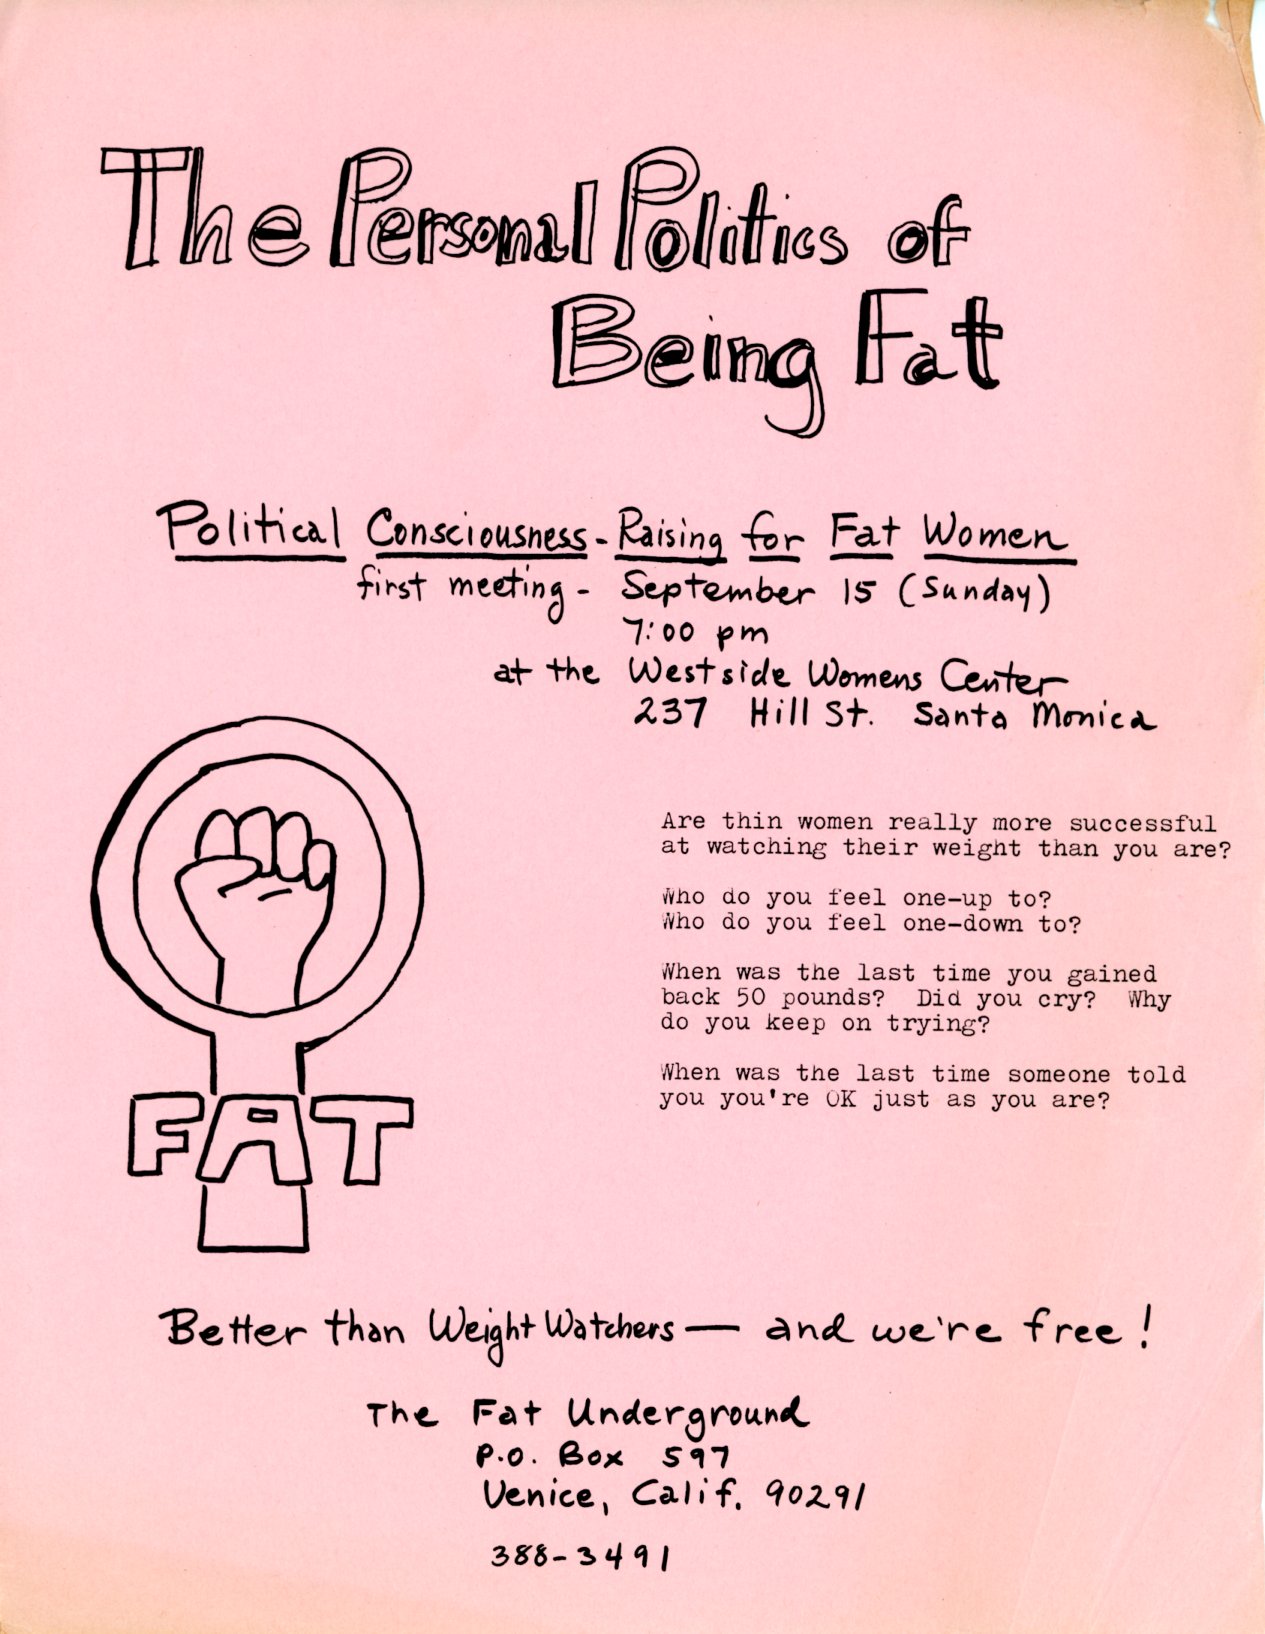 The Personal Politics of
Being Fat
Political Consciousness-Raising for Fat Women
first meeting - September 15 (Sunday)
7:00 pm
at the Westside Womens Center
237 Hill St. Santa Monica
Are thin women really more successful
at watching their weight than you are?
Who do you feel one-up to?
Who do you feel one-down to?
When was the last time you gained
back 50 pounds? Did you cry? Why
do you keep on trying?
When was the last time someone told
you you're OK just as you are?
FAT
Better than Weight Watchers — and we're free!
The Fat Underground
P.O. Box 597
Venice, Calif. 90291
388-3491